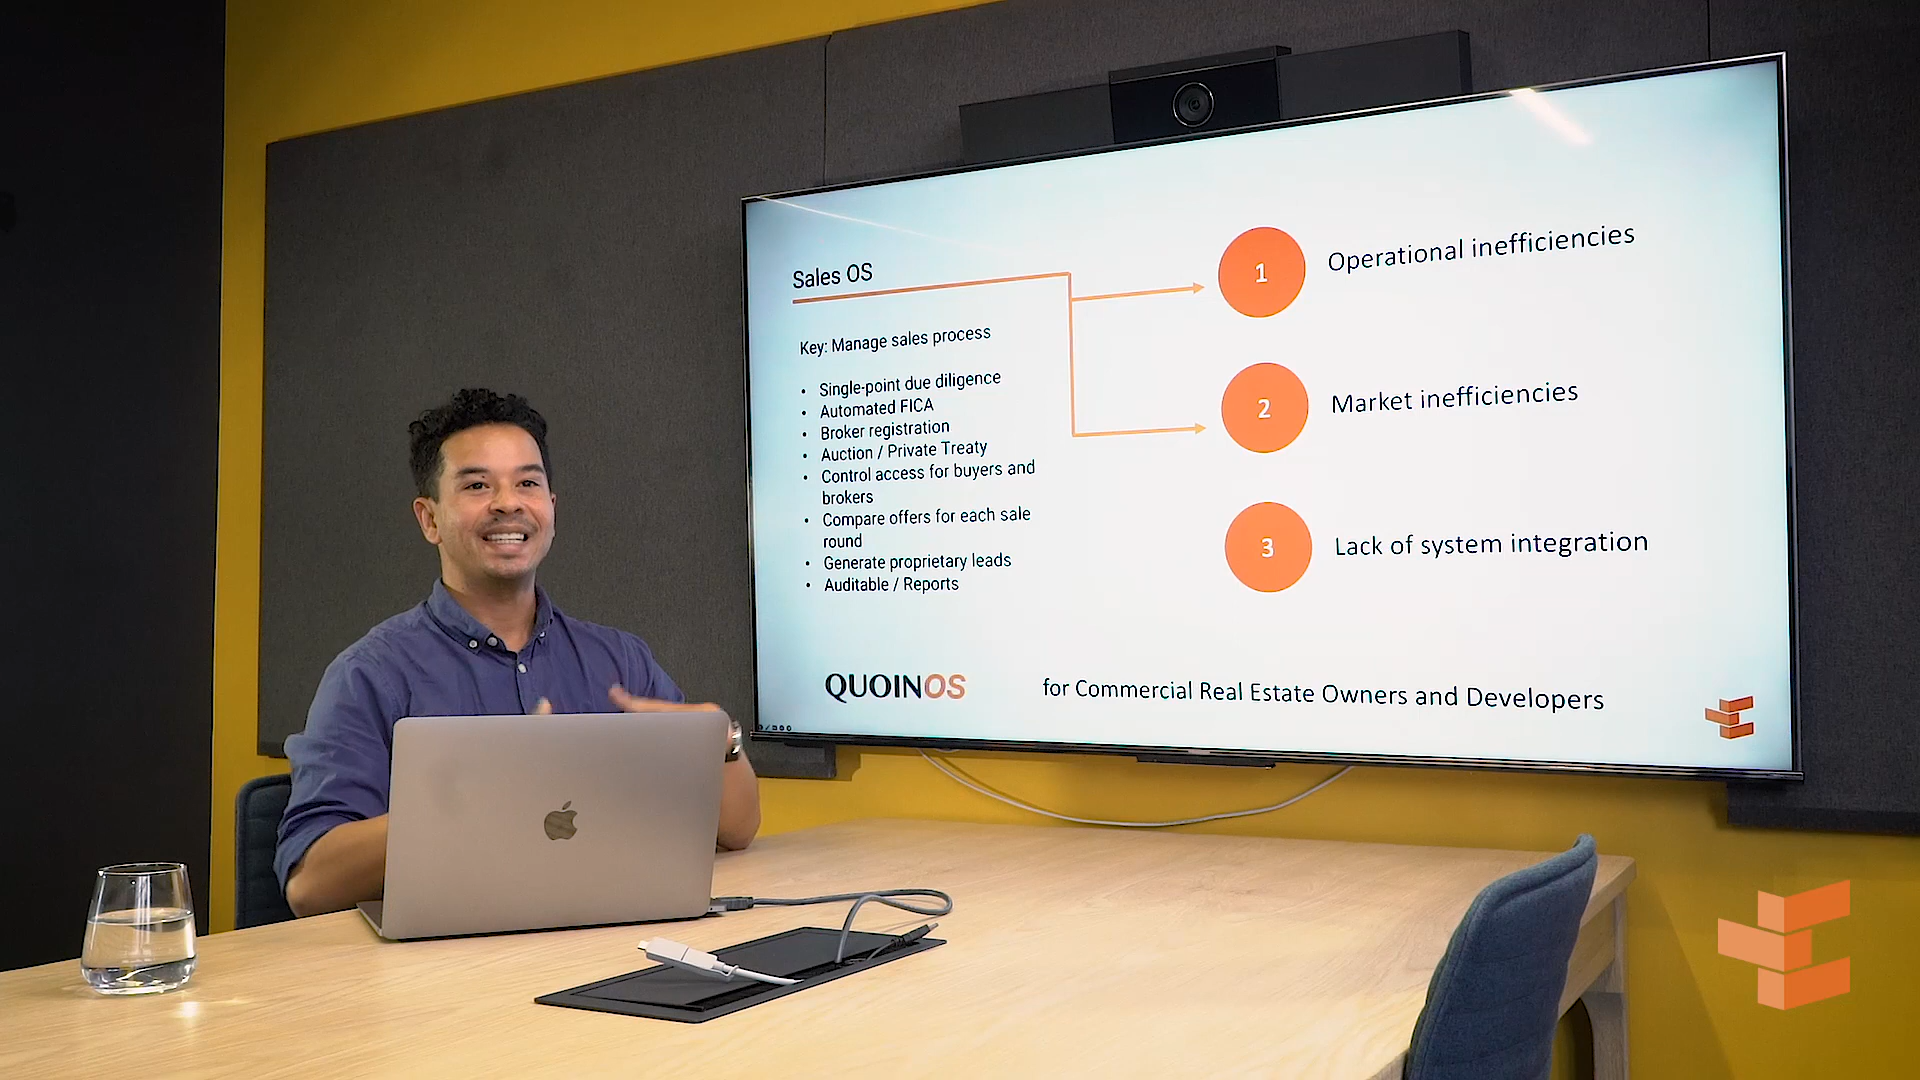 Sales OS
Key: Manage sales process
• Single-point due diligence
• Automated FICA
• Broker registration
• Auction / Private Treaty
• Control access for buyers and
brokers
• Compare offers for each sale
round
• Generate proprietary leads
• Auditable / Reports
1 Operational inefficiencies
2 Market inefficiencies
3 Lack of system integration
QUOINOS for Commercial Real Estate Owners and Developers